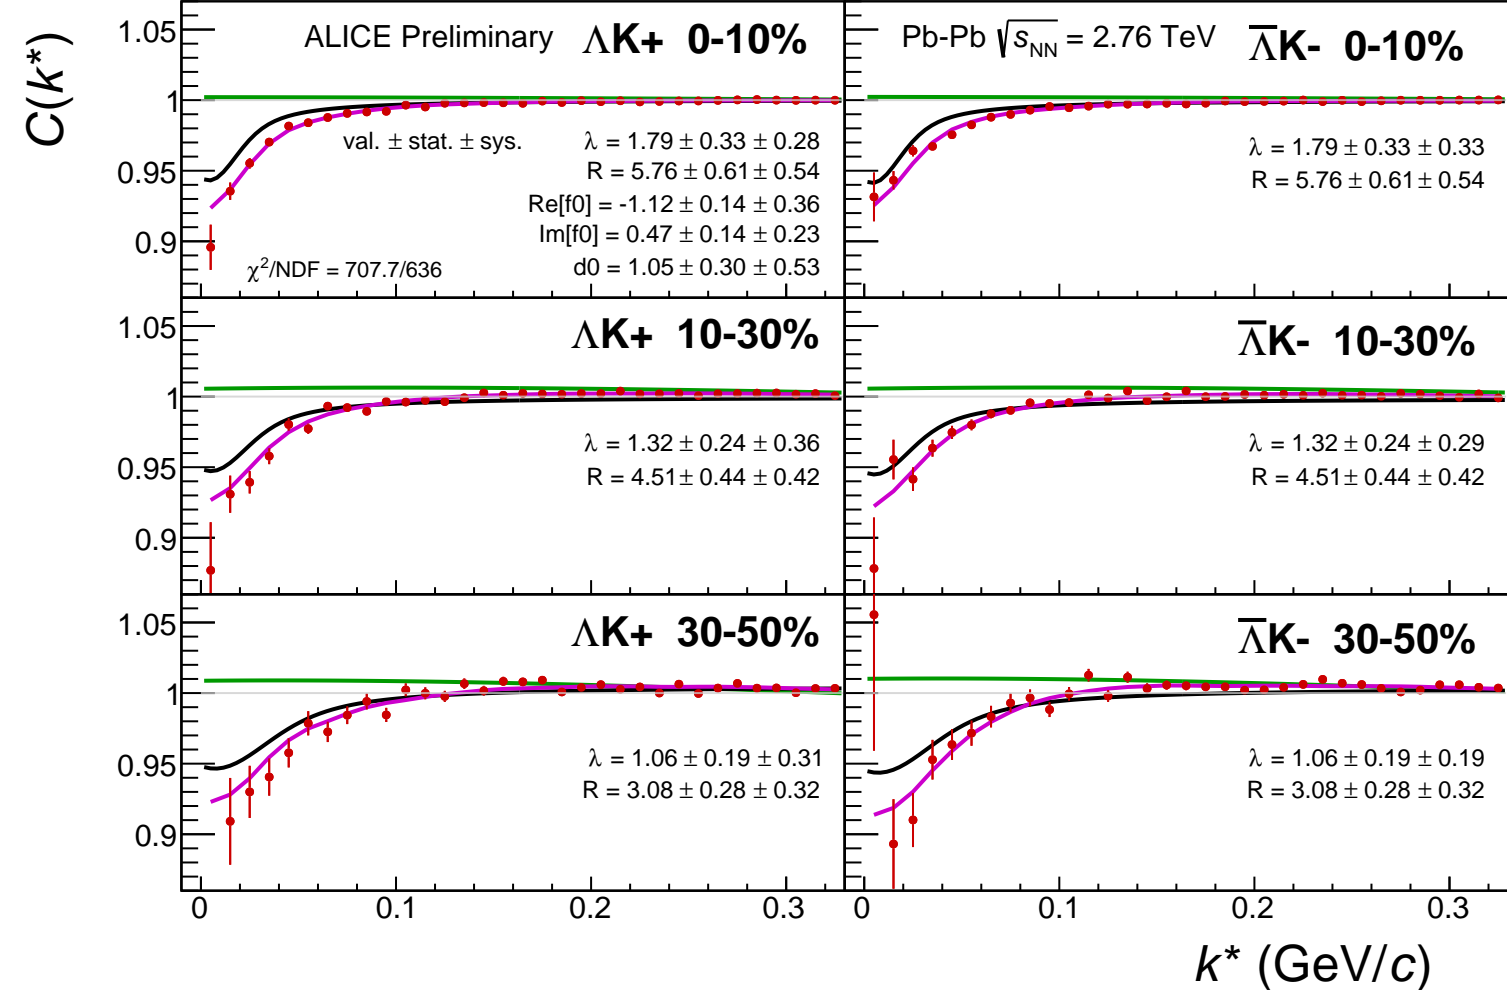 C(k*)
ALICE Preliminary ΛK+ 0-10%
val. ± stat. ± sys.
λ = 1.79 ± 0.33 ± 0.28
R = 5.76 ± 0.61 ± 0.54
Re[f0] = -1.12 ± 0.14 ± 0.36
Im[f0] = 0.47 ± 0.14 ± 0.23
d0 = 1.05 ± 0.30 ± 0.53
χ²/NDF = 707.7/636
1.05
1
0.95
0.9
Pb-Pb √sNN = 2.76 TeV Λ̅K- 0-10%
λ = 1.79 ± 0.33 ± 0.33
R = 5.76 ± 0.61 ± 0.54
ΛK+ 10-30%
λ = 1.32 ± 0.24 ± 0.36
R = 4.51 ± 0.44 ± 0.42
1.05
1
0.95
0.9
Λ̅K- 10-30%
λ = 1.32 ± 0.24 ± 0.29
R = 4.51 ± 0.44 ± 0.42
ΛK+ 30-50%
λ = 1.06 ± 0.19 ± 0.31
R = 3.08 ± 0.28 ± 0.32
1.05
1
0.95
0.9
Λ̅K- 30-50%
λ = 1.06 ± 0.19 ± 0.19
R = 3.08 ± 0.28 ± 0.32
0 0.1 0.2 0.3
0 0.1 0.2 0.3
k* (GeV/c)